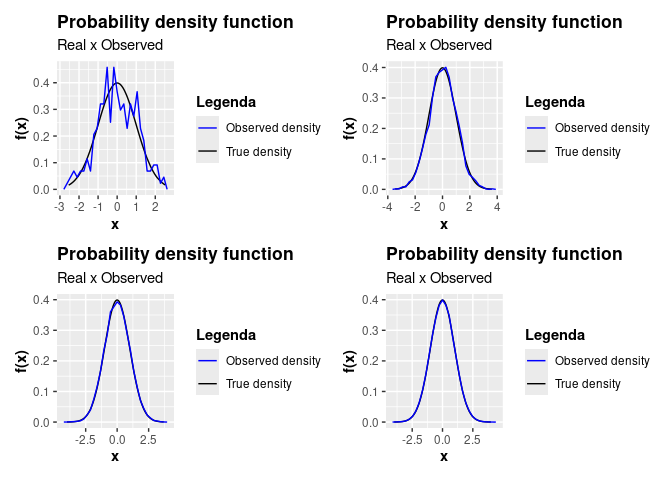 Probability density function
Real x Observed
0.4
0.3
0.2
0.1
0.0
f(x)
-3 -2 -1 0 1 2
x
Legenda
Observed density
True density
Probability density function
Real x Observed
0.4
0.3
0.2
0.1
0.0
f(x)
-4 -2 0 2 4
x
Legenda
Observed density
True density
Probability density function
Real x Observed
0.4
0.3
0.2
0.1
0.0
f(x)
-2.5 0.0 2.5
x
Legenda
Observed density
True density
Probability density function
Real x Observed
0.4
0.3
0.2
0.1
0.0
f(x)
-2.5 0.0 2.5
x
Legenda
Observed density
True density